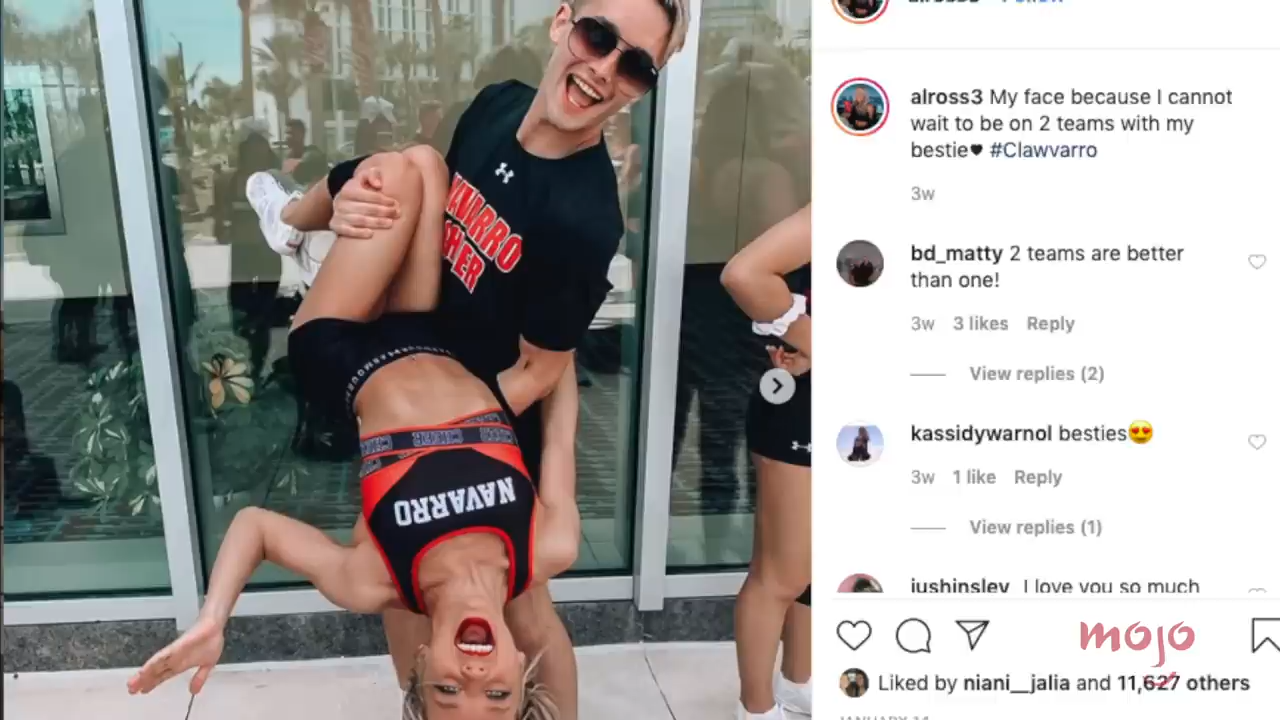 alross3 My face because I cannot
wait to be on 2 teams with my
bestie♥ #Clawvarro
3w
bd_matty 2 teams are better
than one!
3w 3 likes Reply
View replies (2)
kassidywarnol besties😍
3w 1 like Reply
View replies (1)
jushinsley I love you so much
mojo
Liked by niani__jalia and 11,627 others
NAVARRO
NAVARRO